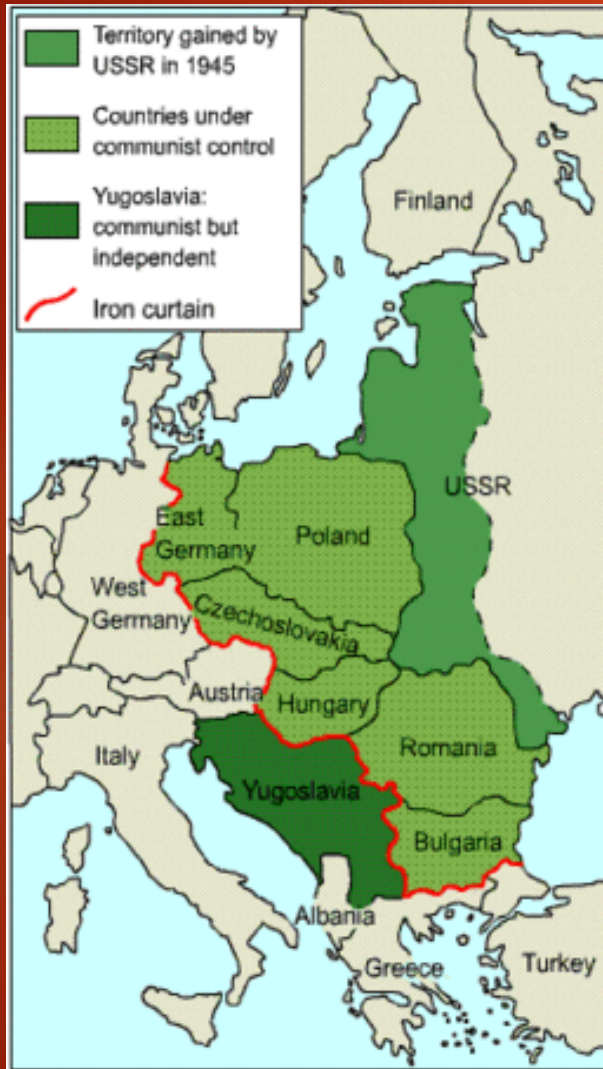 Territory gained by
USSR in 1945
Countries under
communist control
Yugoslavia:
communist but
independent
Iron curtain
Finland
USSR
East
Germany
Poland
West
Germany
Czechoslovakia
Austria
Hungary
Romania
Italy
Yugoslavia
Bulgaria
Albania
Greece
Turkey